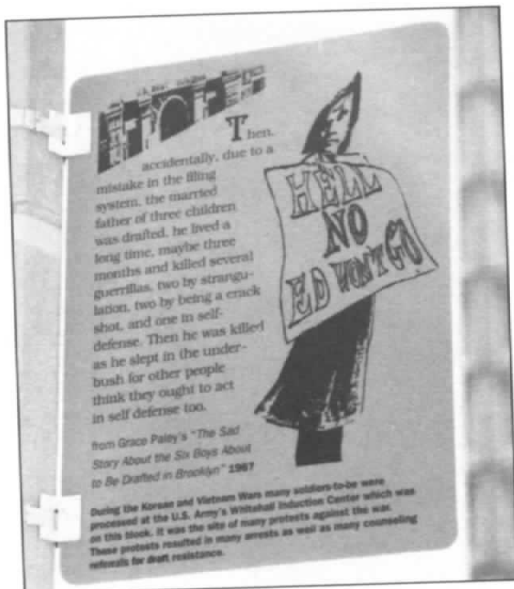 Then,
accidentally, due to a
mistake in the filing
system, the married
father of three children
was drafted, he lived a
long time, maybe three
months and killed several
guerrillas, two by strangu-
lation, two by being a crack
shot, and one in self-
defense. Then he was killed
as he slept in the under-
bush for other people
think they ought to act
in self defense too.
from Grace Paley's "The Sad
Story About the Six Boys About
to Be Drafted in Brooklyn" 1967
HELL
NO
ED WON'T GO
During the Korean and Vietnam Wars many soldiers-to-be were
processed at the U.S. Army's Whitehall Induction Center which was
on this block. It was the site of many protests against the war.
These protests resulted in many arrests as well as many counseling
referrals for draft resistance.